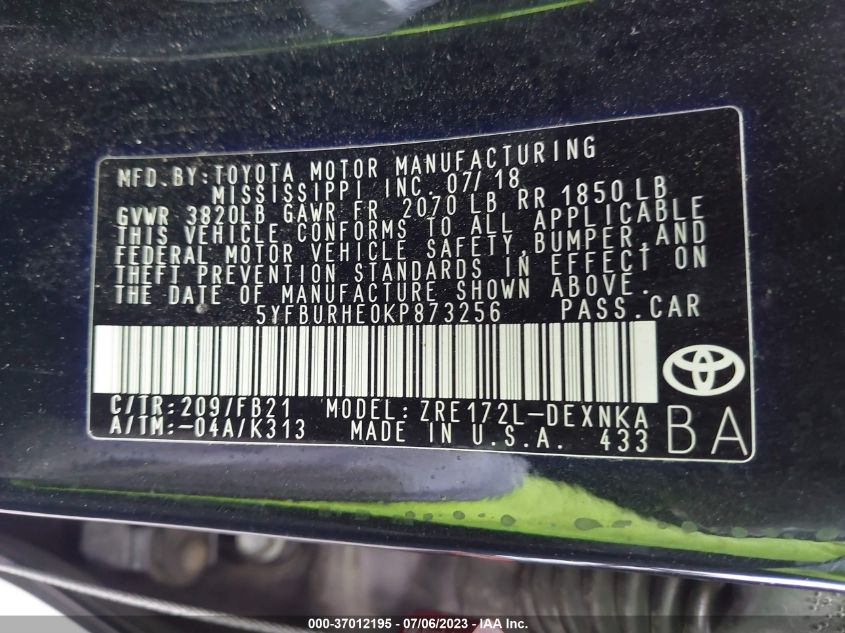 MFD.BY:TOYOTA MOTOR MANUFACTURING
MISSISSIPPI INC. 07/18
GVWR 3820LB GAWR FR 2070 LB RR 1850LB
THIS VEHICLE CONFORMS TO ALL APPLICABLE
FEDERAL MOTOR VEHICLE SAFETY,BUMPER,AND
THEFT PREVENTION STANDARDS IN EFFECT ON
THE DATE OF MANUFACTURE SHOWN ABOVE.
5YFBURHE0KP873256 PASS.CAR
C/TR:209/FB21 MODEL:ZRE172L-DEXNKA
A/TM:-04A/K313 MADE IN U.S.A. 433
BA
000-37012195 - 07/06/2023 - IAA Inc.